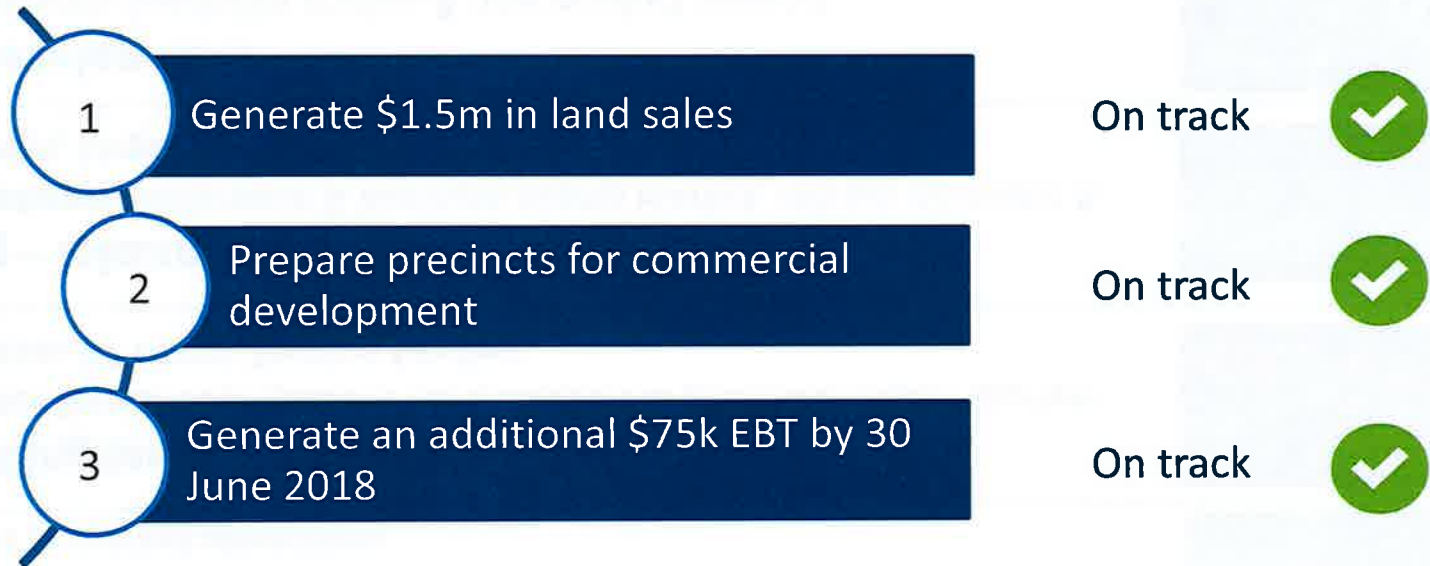 1
Generate $1.5m in land sales
On track
2
Prepare precincts for commercial
development
On track
3
Generate an additional $75k EBT by 30
June 2018
On track